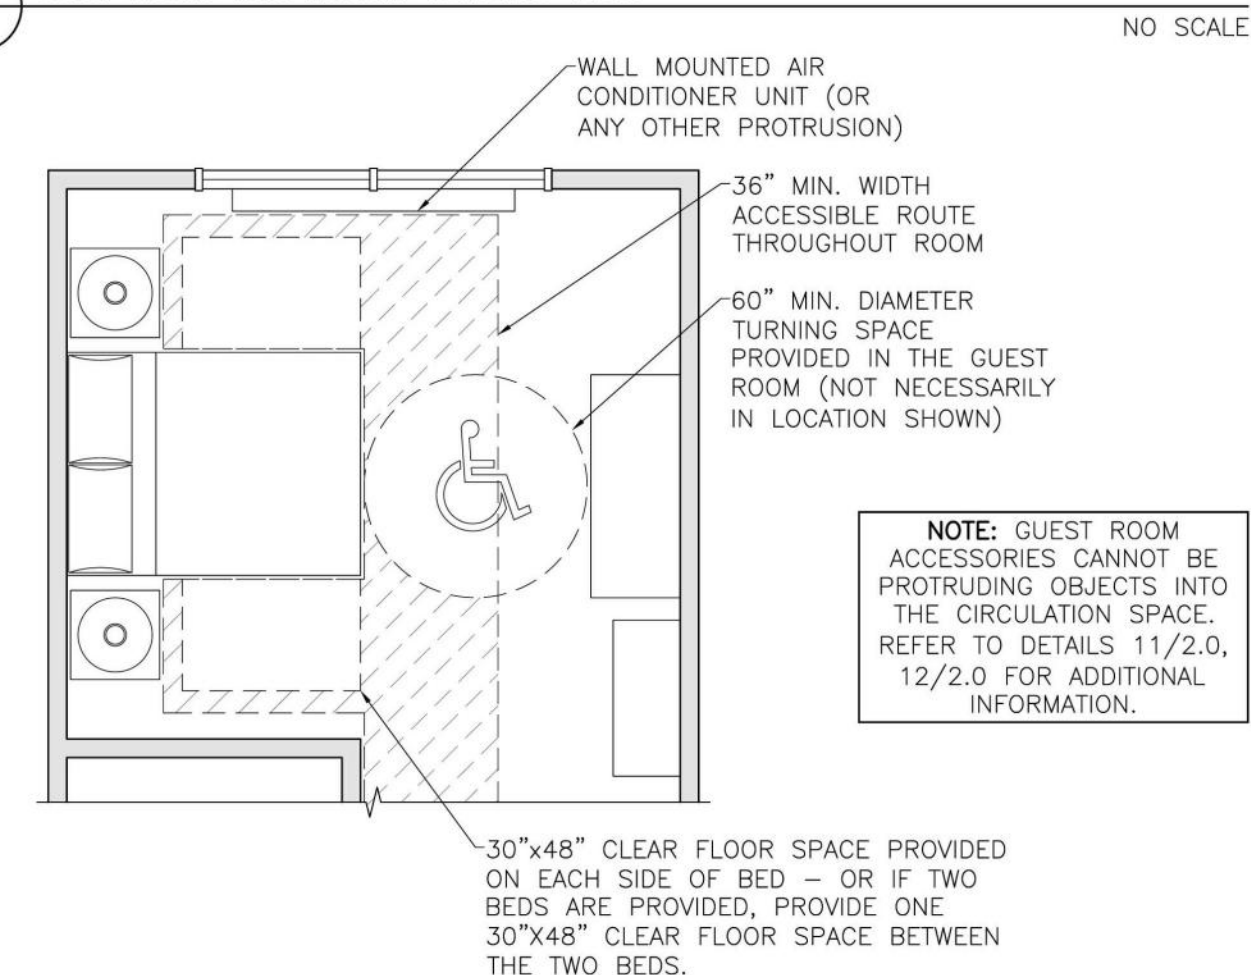 NO SCALE
WALL MOUNTED AIR
CONDITIONER UNIT (OR
ANY OTHER PROTRUSION)
36” MIN. WIDTH
ACCESSIBLE ROUTE
THROUGHOUT ROOM
60” MIN. DIAMETER
TURNING SPACE
PROVIDED IN THE GUEST
ROOM (NOT NECESSARILY
IN LOCATION SHOWN)
NOTE: GUEST ROOM
ACCESSORIES CANNOT BE
PROTRUDING OBJECTS INTO
THE CIRCULATION SPACE.
REFER TO DETAILS 11/2.0,
12/2.0 FOR ADDITIONAL
INFORMATION.
30”x48” CLEAR FLOOR SPACE PROVIDED
ON EACH SIDE OF BED – OR IF TWO
BEDS ARE PROVIDED, PROVIDE ONE
30”X48” CLEAR FLOOR SPACE BETWEEN
THE TWO BEDS.